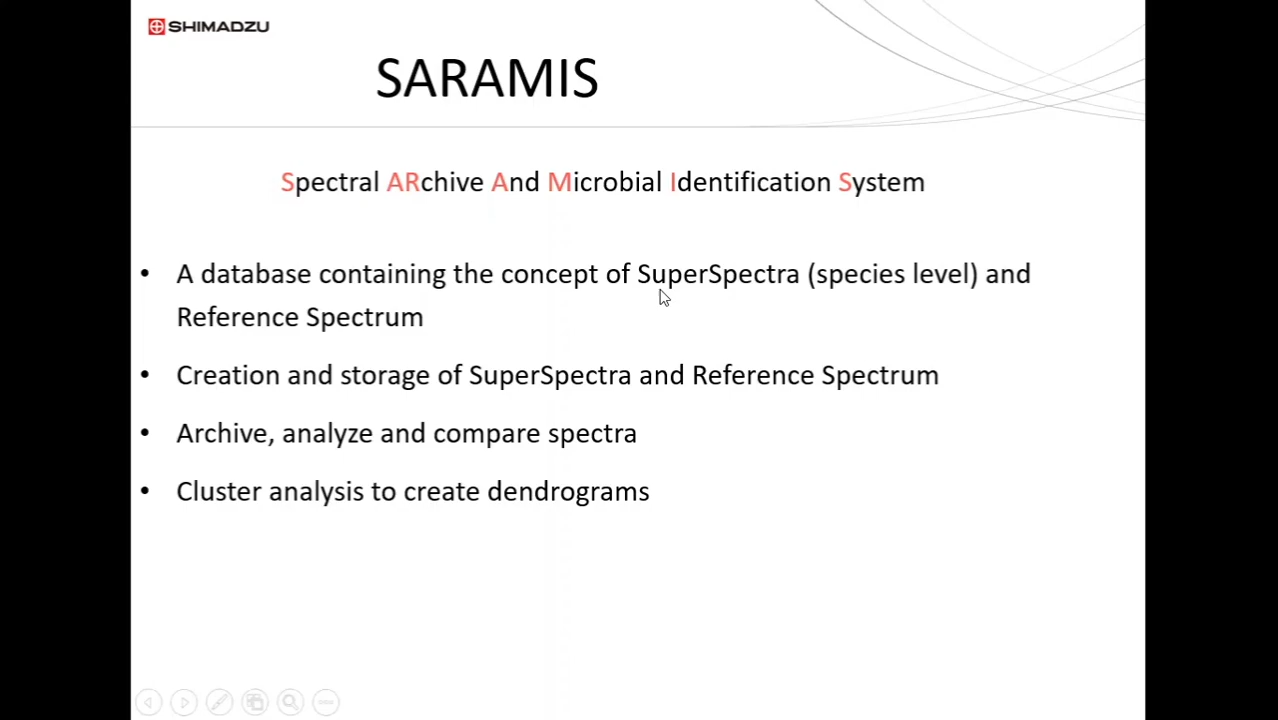 SHIMADZU
SARAMIS
Spectral ARchive And Microbial Identification System
• A database containing the concept of SuperSpectra (species level) and
Reference Spectrum
• Creation and storage of SuperSpectra and Reference Spectrum
• Archive, analyze and compare spectra
• Cluster analysis to create dendrograms